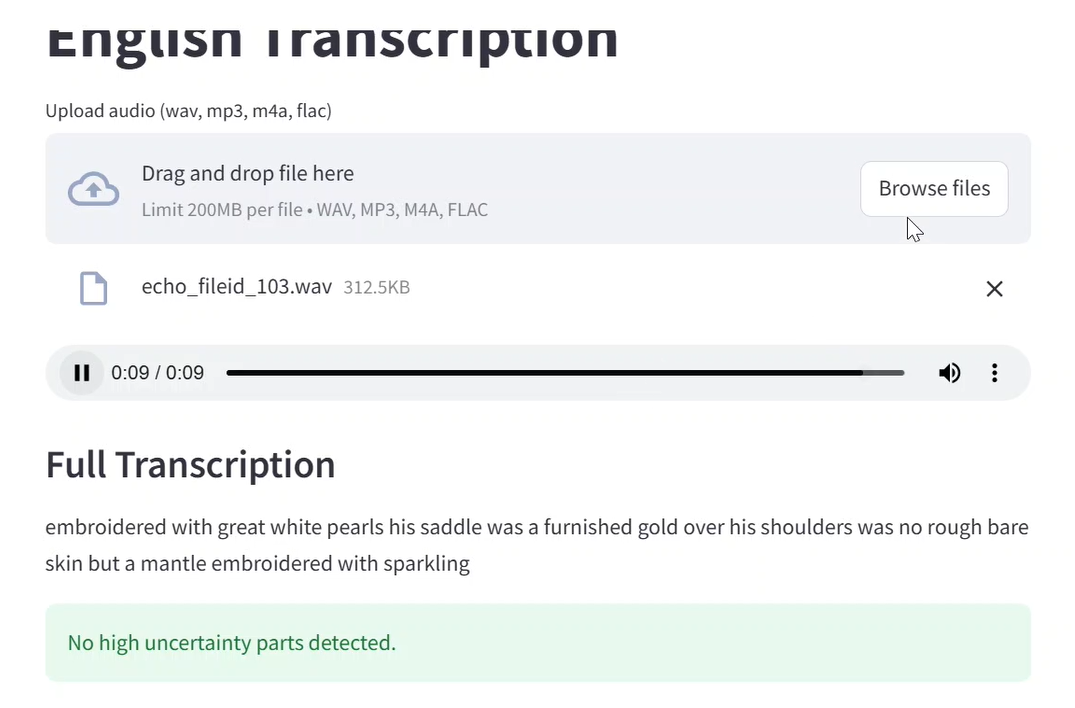 English Transcription
Upload audio (wav, mp3, m4a, flac)
Drag and drop file here
Limit 200MB per file • WAV, MP3, M4A, FLAC
Browse files
echo_fileid_103.wav 312.5KB
0:09 / 0:09
Full Transcription
embroidered with great white pearls his saddle was a furnished gold over his shoulders was no rough bare
skin but a mantle embroidered with sparkling
No high uncertainty parts detected.